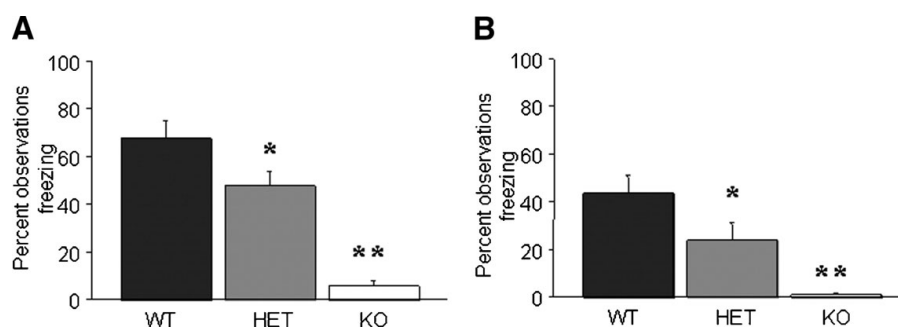 A
Percent observations
freezing
100
80
60
40
20
0
*
**
WT HET KO
B
Percent observations
freezing
100
80
60
40
20
0
*
**
WT HET KO